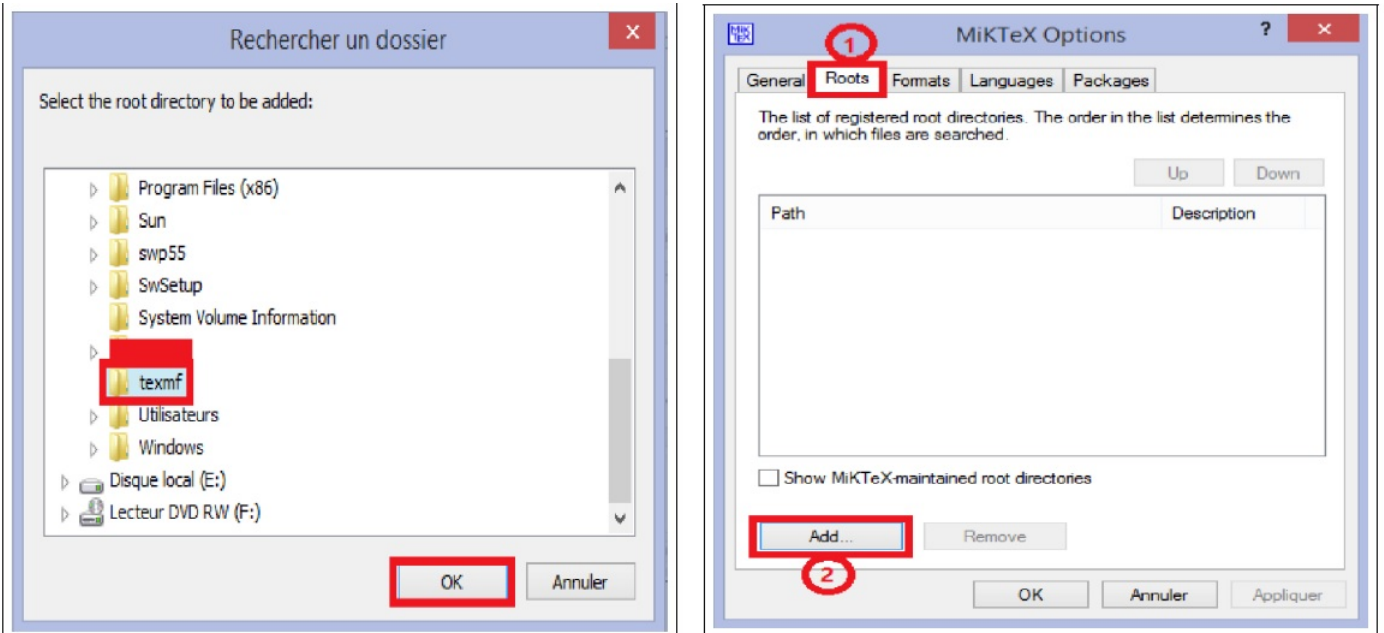 Rechercher un dossier
x
Select the root directory to be added:
Program Files (x86)
Sun
swp55
SwSetup
System Volume Information
texmf
Utilisateurs
Windows
Disque local (E:)
Lecteur DVD RW (F:)
OK Annuler
MiKTeX Options
? x
1
General Roots Formats Languages Packages
The list of registered root directories. The order in the list determines the
order, in which files are searched.
Up Down
Path Description
Show MiKTeX-maintained root directories
Add... Remove
2
OK Annuler Appliquer